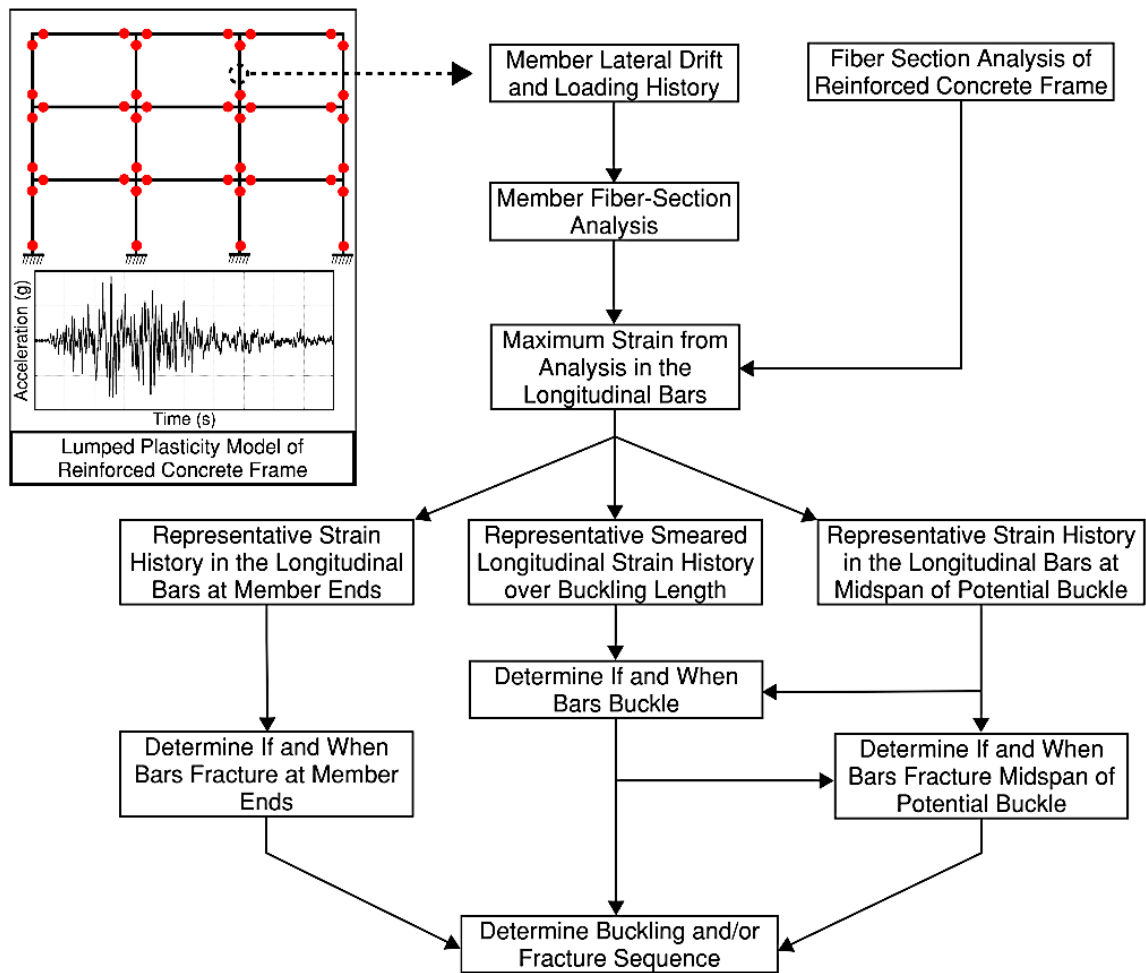 Acceleration (g)
Time (s)
Lumped Plasticity Model of
Reinforced Concrete Frame
Member Lateral Drift
and Loading History
Fiber Section Analysis of
Reinforced Concrete Frame
Member Fiber-Section
Analysis
Maximum Strain from
Analysis in the
Longitudinal Bars
Representative Strain
History in the Longitudinal
Bars at Member Ends
Representative Smeared
Longitudinal Strain History
over Buckling Length
Representative Strain History
in the Longitudinal Bars at
Midspan of Potential Buckle
Determine If and When
Bars Buckle
Determine If and When
Bars Fracture at Member
Ends
Determine If and When
Bars Fracture Midspan of
Potential Buckle
Determine Buckling and/or
Fracture Sequence